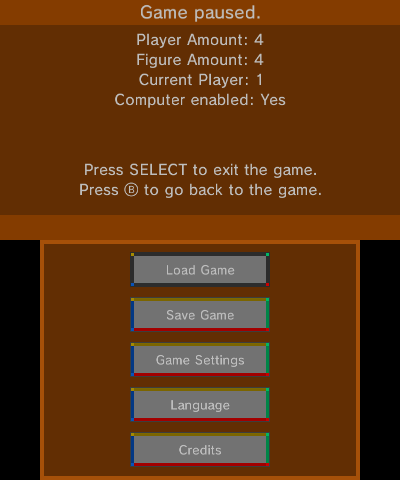 Game paused.
Player Amount: 4
Figure Amount: 4
Current Player: 1
Computer enabled: Yes
Press SELECT to exit the game.
Press Ⓑ to go back to the game.
Load Game
Save Game
Game Settings
Language
Credits